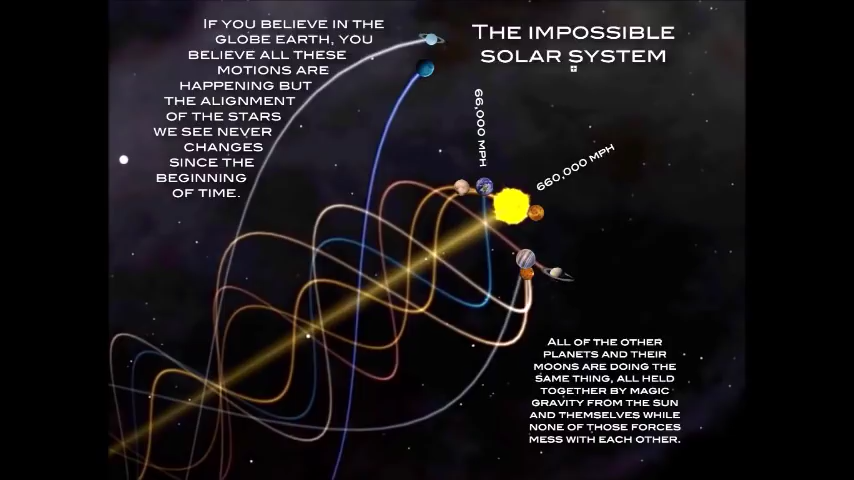 IF YOU BELIEVE IN THE
GLOBE EARTH, YOU
BELIEVE ALL THESE
MOTIONS ARE
HAPPENING BUT
THE ALIGNMENT
OF THE STARS
WE SEE NEVER
CHANGES
SINCE THE
BEGINNING
OF TIME.
THE IMPOSSIBLE
SOLAR SYSTEM
66,000 MPH
660,000 MPH
ALL OF THE OTHER
PLANETS AND THEIR
MOONS ARE DOING THE
SAME THING, ALL HELD
TOGETHER BY MAGIC
GRAVITY FROM THE SUN
AND THEMSELVES WHILE
NONE OF THOSE FORCES
MESS WITH EACH OTHER.